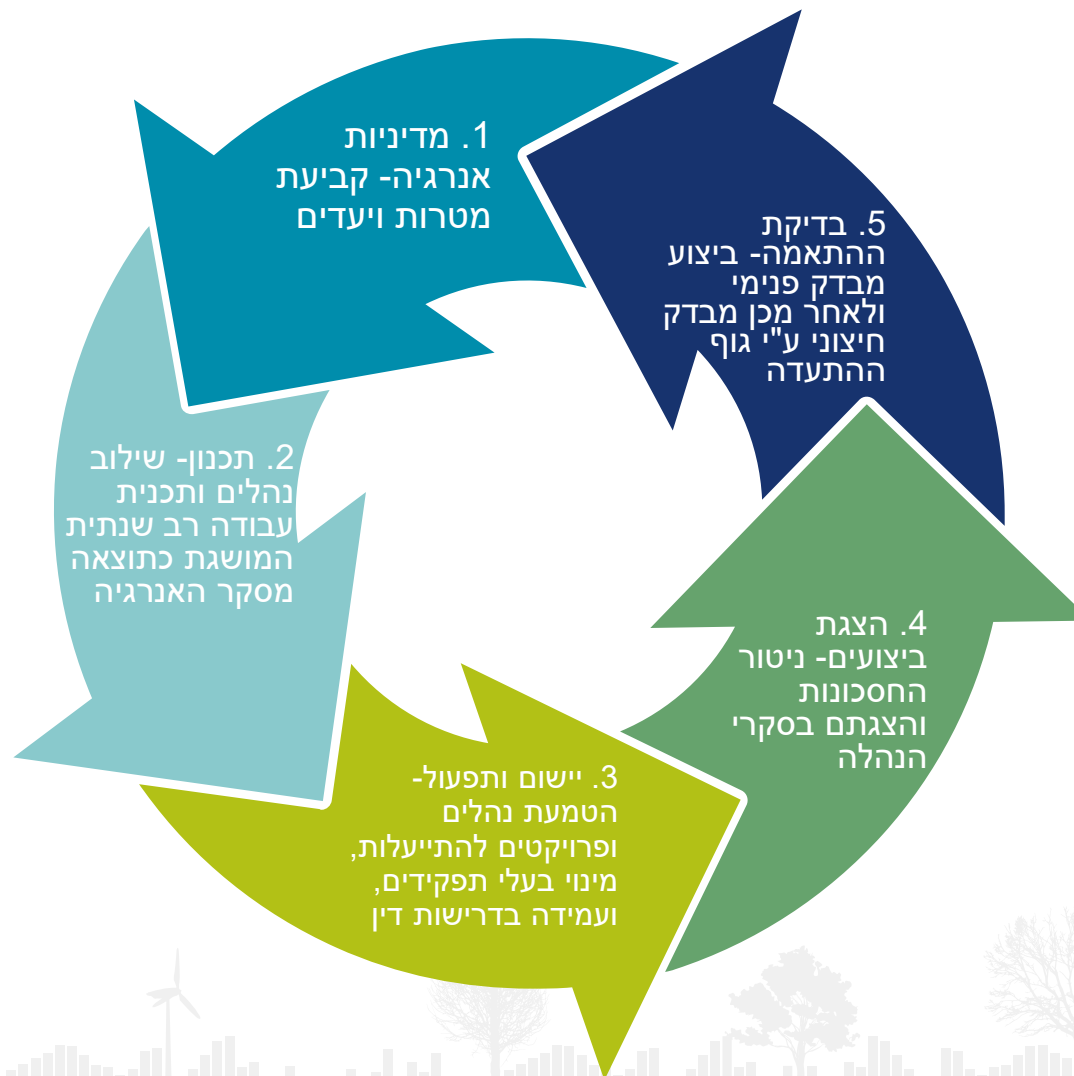 1. מדיניות
אנרגיה- קביעת
מטרות ויעדים
2. תכנון- שילוב
נהלים ותכנית
עבודה רב שנתית
המושגת כתוצאה
מסקר האנרגיה
3. יישום ותפעול-
הטמעת נהלים
ופרויקטים להתייעלות,
מינוי בעלי תפקידים,
ועמידה בדרישות דין
4. הצגת
ביצועים- ניטור
החסכונות
והצגתם בסקרי
הנהלה
5. בדיקת
ההתאמה- ביצוע
מבדק פנימי
ולאחר מכן מבדק
חיצוני ע"י גוף
ההתעדה